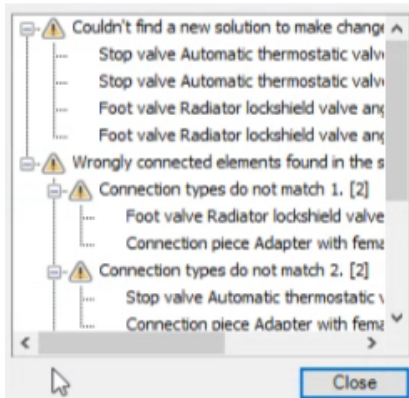 Couldn't find a new solution to make change
Stop valve Automatic thermostatic valv
Stop valve Automatic thermostatic valv
Foot valve Radiator lockshield valve ang
Foot valve Radiator lockshield valve ang
Wrongly connected elements found in the s
Connection types do not match 1. [2]
Foot valve Radiator lockshield valve
Connection piece Adapter with fema
Connection types do not match 2. [2]
Stop valve Automatic thermostatic v
Connection piece Adapter with fema
Close